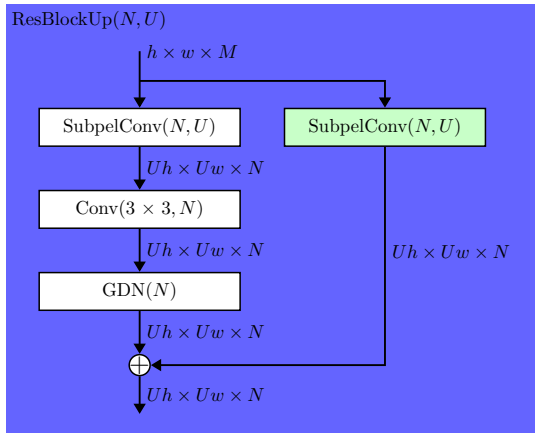 ResBlockUp(N, U)
h × w × M
SubpelConv(N, U)
SubpelConv(N, U)
Uh × Uw × N
Conv(3 × 3, N)
Uh × Uw × N
Uh × Uw × N
GDN(N)
Uh × Uw × N
Uh × Uw × N